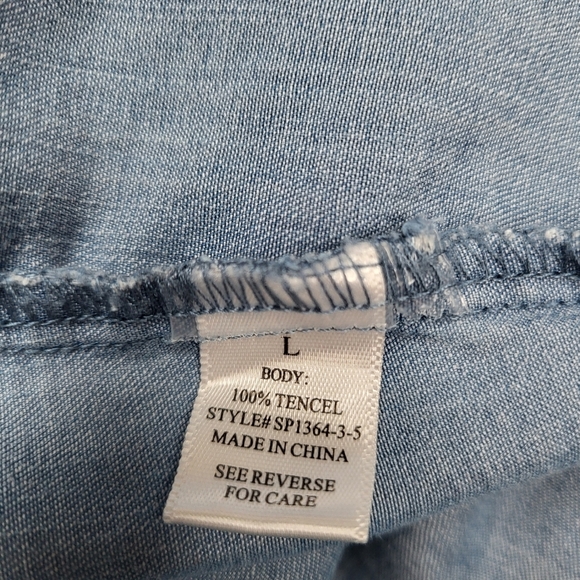 L
BODY:
100% TENCEL
STYLE# SP1364-3-5
MADE IN CHINA
SEE REVERSE
FOR CARE